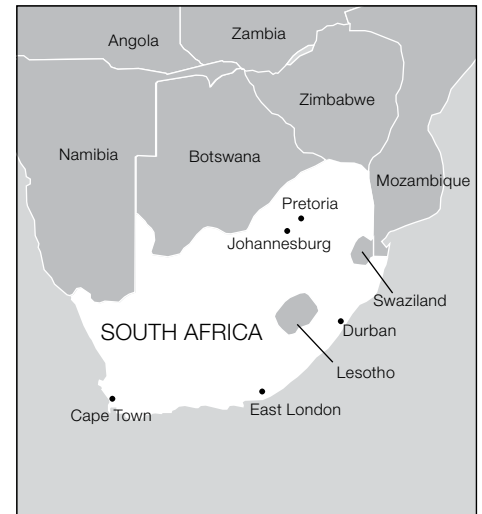 Zambia
Angola
Zimbabwe
Namibia
Botswana
Mozambique
Pretoria
Johannesburg
Swaziland
SOUTH AFRICA
Durban
Lesotho
East London
Cape Town